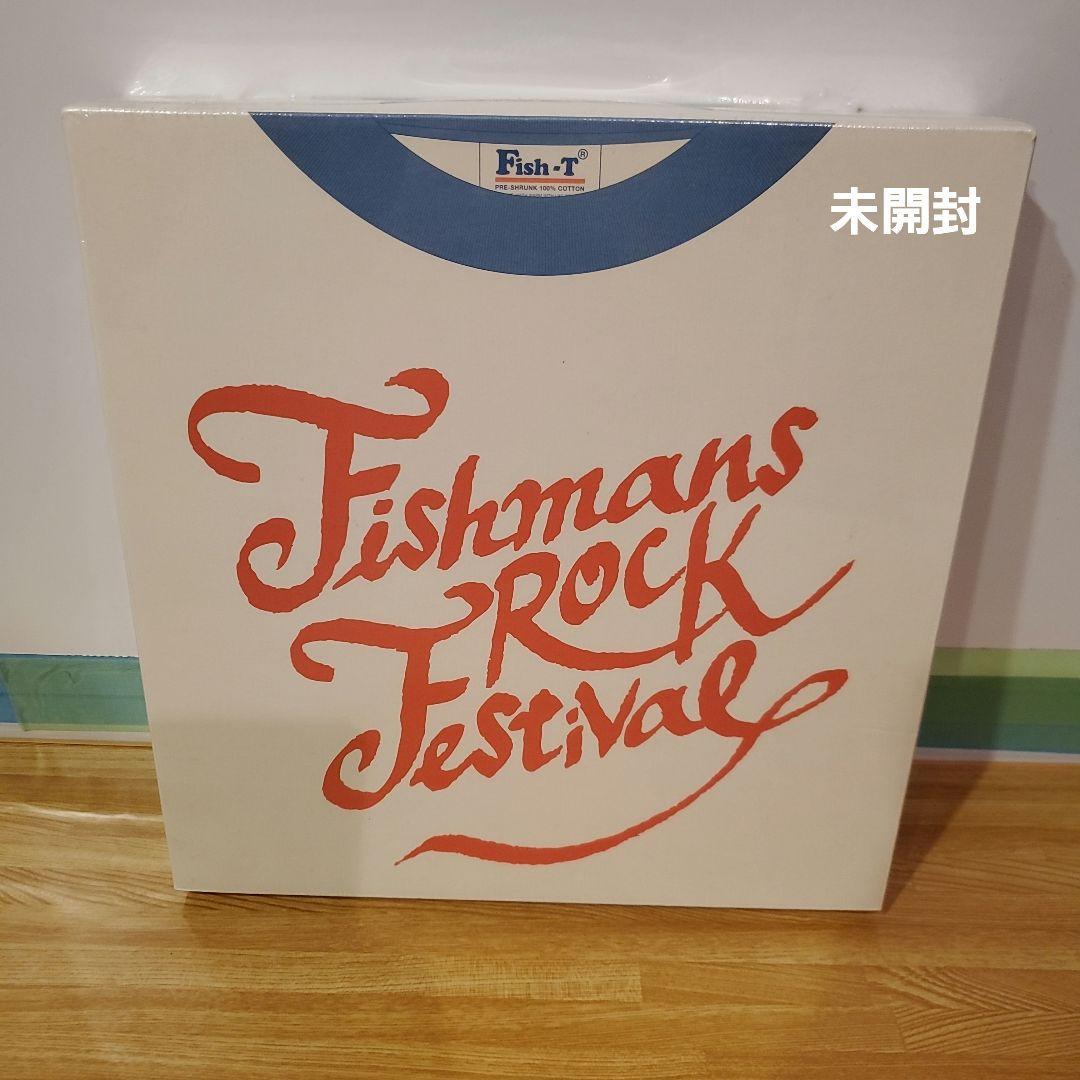 Fish-T®
PRE-SHRUNK 100% COTTON
未開封
Fishmans
ROCK
Festival